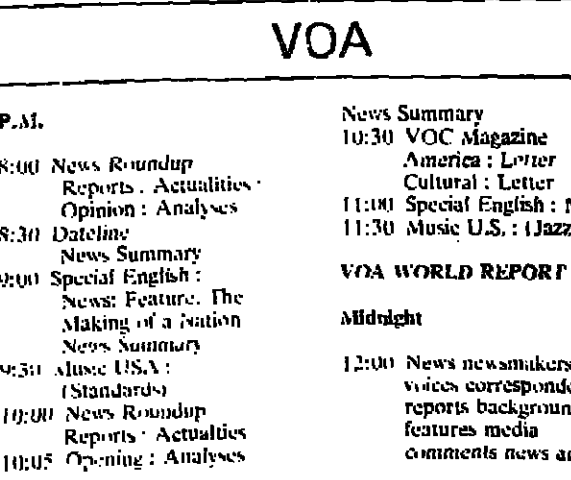 VOA
P.M.
8:00 News Roundup
Reports : Actualities :
Opinion : Analyses
8:30 Dateline
News Summary
9:00 Special English :
News: Feature. The
Making of a Nation
News Summary
9:30 Music USA :
(Standards)
10:00 News Roundup
Reports : Actualties
10:05 Opening : Analyses
News Summary
10:30 VOC Magazine
America : Letter
Cultural : Letter
11:00 Special English :
11:30 Music U.S. : (Jazz
VOA WORLD REPORT
Midnight
12:00 News newsmakers
voices
reports
features media
comments news